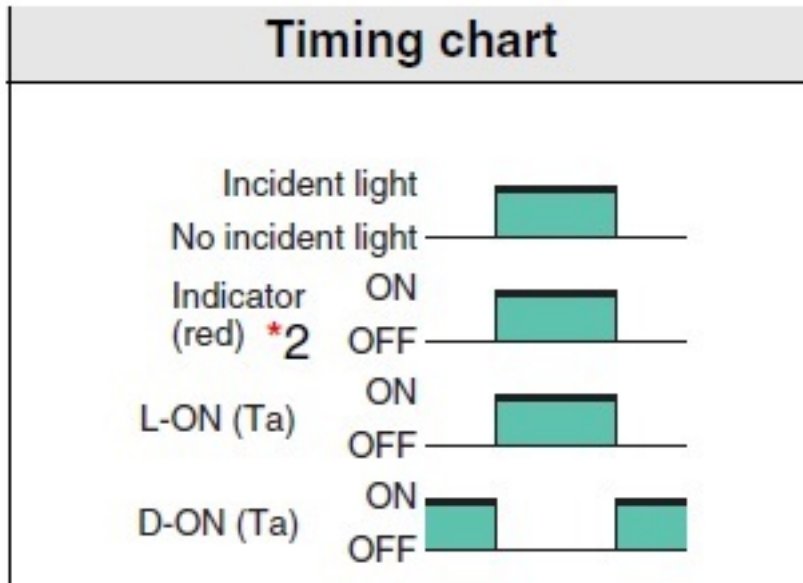 Timing chart
Incident light
No incident light
Indicator
(red) *2
ON
OFF
L-ON (Ta)
ON
OFF
D-ON (Ta)
ON
OFF